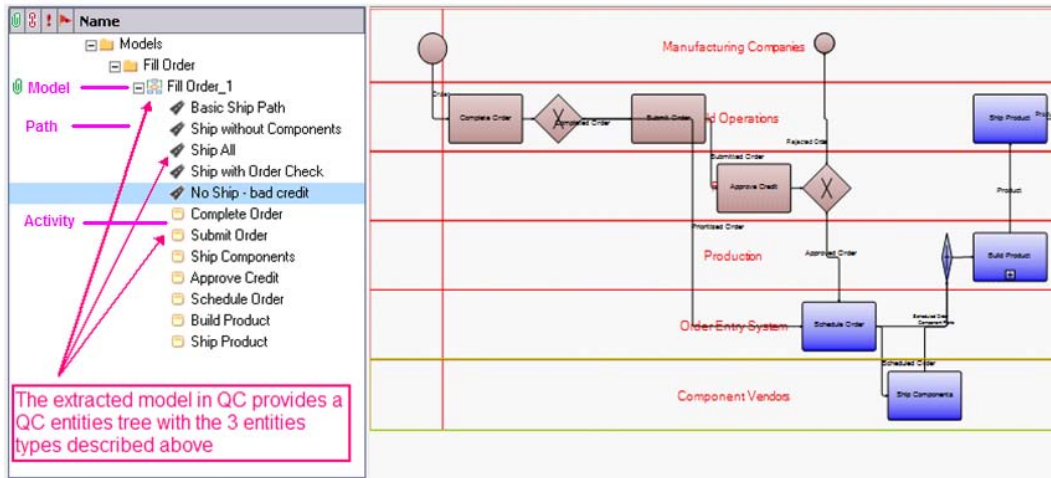 Name
Models
Fill Order
Model
Fill Order_1
Path
Basic Ship Path
Ship without Components
Ship All
Ship with Order Check
No Ship - bad credit
Activity
Complete Order
Submit Order
Ship Components
Approve Credit
Schedule Order
Build Product
Ship Product
The extracted model in QC provides a
QC entities tree with the 3 entities
types described above
Manufacturing Companies
Order
Complete Order
Completed Order
Submit Order
Operations
Ship Product
Rejected Order
Submitted Order
Approve Credit
Product
Prioritized Order
Production
Approved Order
Build Product
Order Entry System
Schedule Order
Scheduled Order
Component Vendors
Ship Components